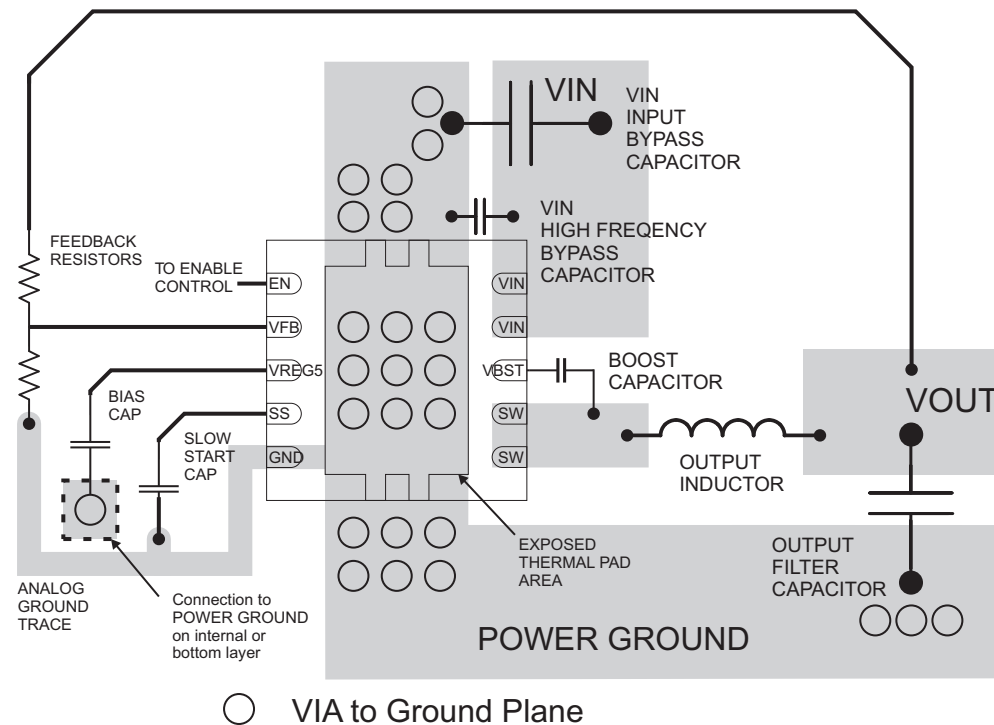 VIN
VIN
INPUT
BYPASS
CAPACITOR
VIN
HIGH FREQENCY
BYPASS
CAPACITOR
FEEDBACK
RESISTORS
TO ENABLE
CONTROL
EN
VFB
VREG5
SS
GND
VIN
VIN
VBST
SW
SW
BIAS
CAP
SLOW
START
CAP
BOOST
CAPACITOR
VOUT
OUTPUT
INDUCTOR
EXPOSED
THERMAL PAD
AREA
OUTPUT
FILTER
CAPACITOR
ANALOG
GROUND
TRACE
Connection to
POWER GROUND
on internal or
bottom layer
POWER GROUND
VIA to Ground Plane